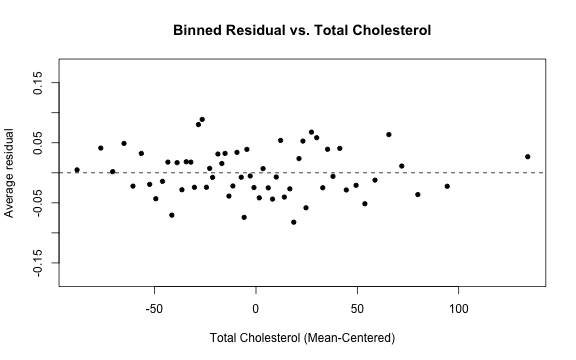 Binned Residual vs. Total Cholesterol
Average residual
0.15
0.05
-0.05
-0.15
-50
0
50
100
Total Cholesterol (Mean-Centered)